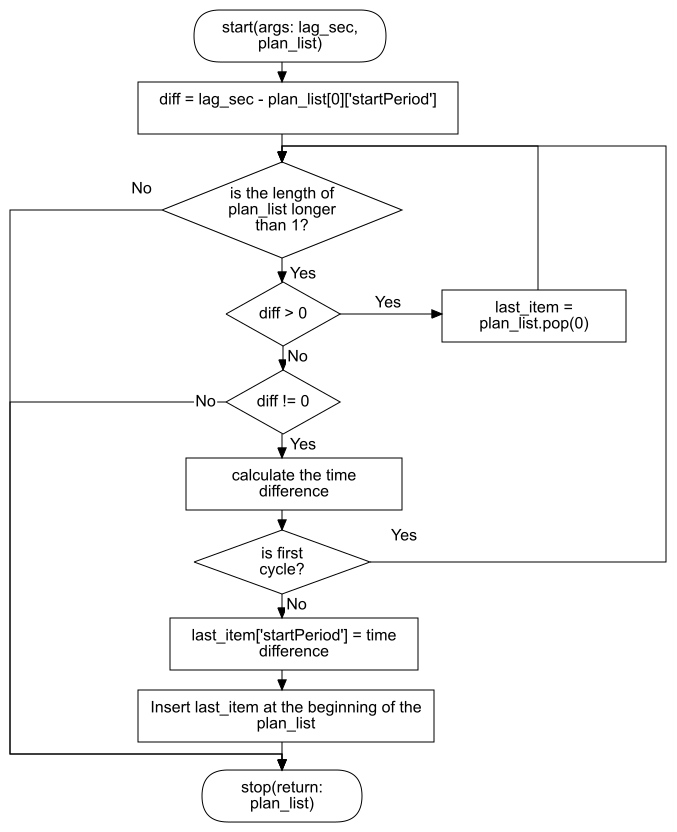 start(args: lag_sec,
plan_list)
diff = lag_sec - plan_list[0]['startPeriod']
No
is the length of
plan_list longer
than 1?
Yes
diff > 0
Yes
last_item =
plan_list.pop(0)
No
diff != 0
No
Yes
calculate the time
difference
Yes
is first
cycle?
No
last_item['startPeriod'] = time
difference
Insert last_item at the beginning of the
plan_list
stop(return:
plan_list)